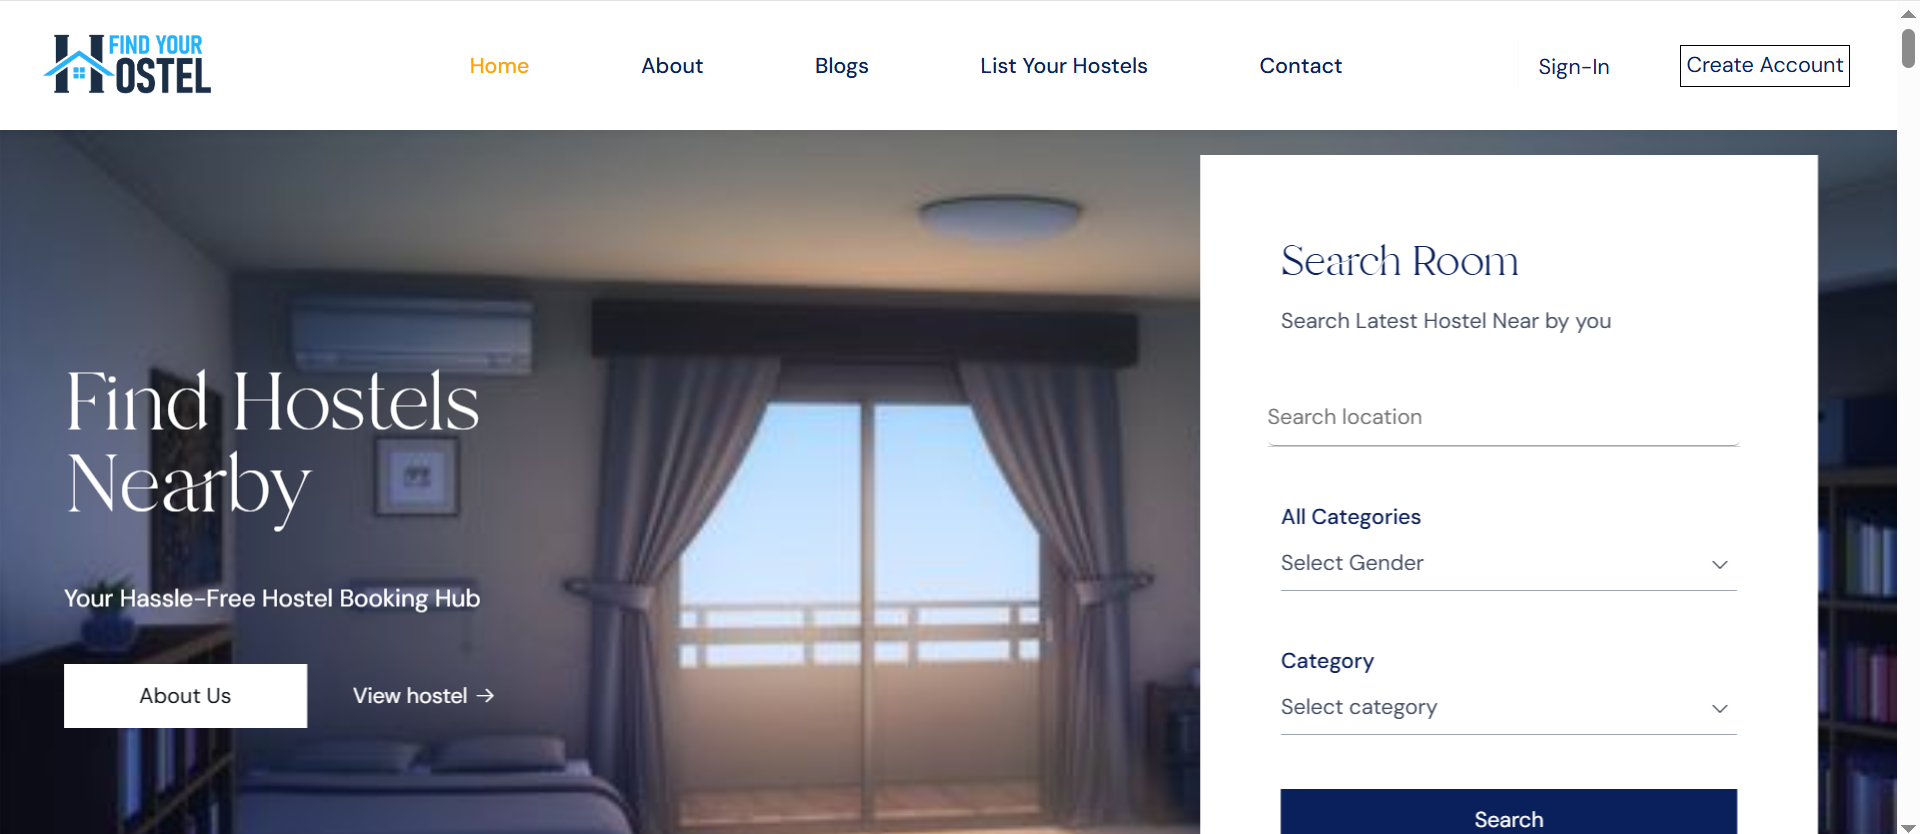 FIND YOUR
HOSTEL
Home
About
Blogs
List Your Hostels
Contact
Sign-In
Create Account
Find Hostels
Nearby
Your Hassle-Free Hostel Booking Hub
About Us
View hostel →
Search Room
Search Latest Hostel Near by you
Search location
All Categories
Select Gender
Category
Select category
Search